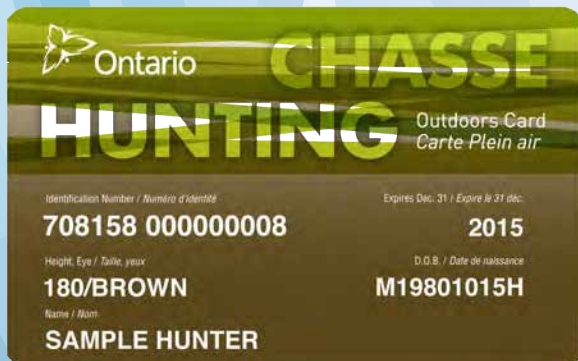 Ontario
CHASSE
HUNTING
Outdoors Card
Carte Plein air
Identification Number / Numéro d'identité
Expires Dec. 31 / Expire le 31 déc.
708158 000000008
2015
Height, Eye / Taille, yeux
D.O.B. / Date de naissance
180/BROWN
M19801015H
Name / Nom
SAMPLE HUNTER